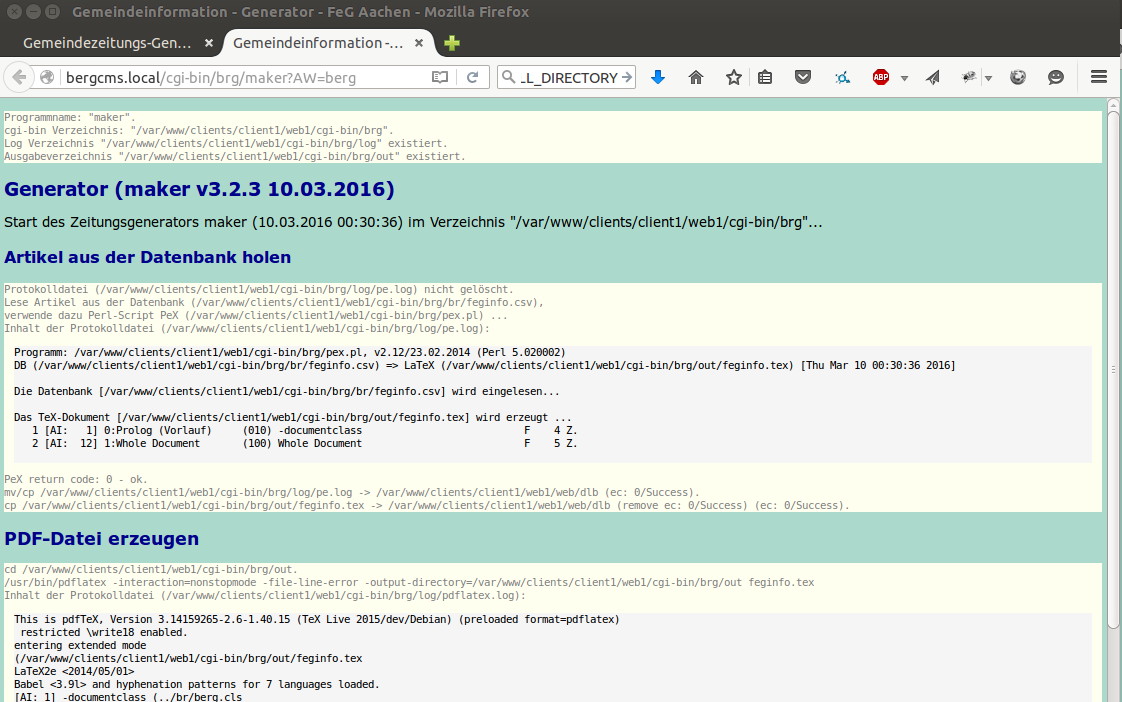 Gemeindeinformation - Generator - FeG Aachen - Mozilla Firefox
Gemeindezeitungs-Gen... × Gemeindeinformation -... ×
bergcms.local/cgi-bin/brg/maker?AW=berg
L_DIRECTORY
ABP
Programmname: "maker".
cgi-bin Verzeichnis: "/var/www/clients/client1/web1/cgi-bin/brg".
Log Verzeichnis "/var/www/clients/client1/web1/cgi-bin/brg/log" existiert.
Ausgabeverzeichnis "/var/www/clients/client1/web1/cgi-bin/brg/out" existiert.
Generator (maker v3.2.3 10.03.2016)
Start des Zeitungsgenerators maker (10.03.2016 00:30:36) im Verzeichnis "/var/www/clients/client1/web1/cgi-bin/brg"...
Artikel aus der Datenbank holen
Protokolldatei (/var/www/clients/client1/web1/cgi-bin/brg/log/pe.log) nicht gelöscht.
Lese Artikel aus der Datenbank (/var/www/clients/client1/web1/cgi-bin/brg/br/feginfo.csv),
verwende dazu Perl-Script PeX (/var/www/clients/client1/web1/cgi-bin/brg/pex.pl) ...
Inhalt der Protokolldatei (/var/www/clients/client1/web1/cgi-bin/brg/log/pe.log):
Programm: /var/www/clients/client1/web1/cgi-bin/brg/pex.pl, v2.12/23.02.2014 (Perl 5.020002)
DB (/var/www/clients/client1/web1/cgi-bin/brg/br/feginfo.csv) => LaTeX (/var/www/clients/client1/web1/cgi-bin/brg/out/feginfo.tex) [Thu Mar 10 00:30:36 2016]
Die Datenbank [/var/www/clients/client1/web1/cgi-bin/brg/br/feginfo.csv] wird eingelesen...
Das TeX-Dokument [/var/www/clients/client1/web1/cgi-bin/brg/out/feginfo.tex] wird erzeugt ...
1 [AI: 1] 0:Prolog (Vorlauf) (010) -documentclass F 4 Z.
2 [AI: 12] 1:Whole Document (100) Whole Document F 5 Z.
PeX return code: 0 - ok.
mv/cp /var/www/clients/client1/web1/cgi-bin/brg/log/pe.log -> /var/www/clients/client1/web1/web/dlb (ec: 0/Success).
cp /var/www/clients/client1/web1/cgi-bin/brg/out/feginfo.tex -> /var/www/clients/client1/web1/web/dlb (remove ec: 0/Success) (ec: 0/Success).
PDF-Datei erzeugen
cd /var/www/clients/client1/web1/cgi-bin/brg/out.
/usr/bin/pdflatex -interaction=nonstopmode -file-line-error -output-directory=/var/www/clients/client1/web1/cgi-bin/brg/out feginfo.tex
Inhalt der Protokolldatei (/var/www/clients/client1/web1/cgi-bin/brg/log/pdflatex.log):
This is pdfTeX, Version 3.14159265-2.6-1.40.15 (TeX Live 2015/dev/Debian) (preloaded format=pdflatex)
restricted \write18 enabled.
entering extended mode
(/var/www/clients/client1/web1/cgi-bin/brg/out/feginfo.tex
LaTeX2e <2014/05/01>
Babel <3.9l> and hyphenation patterns for 7 languages loaded.
[AI: 1] -documentclass (../br/berg.cls